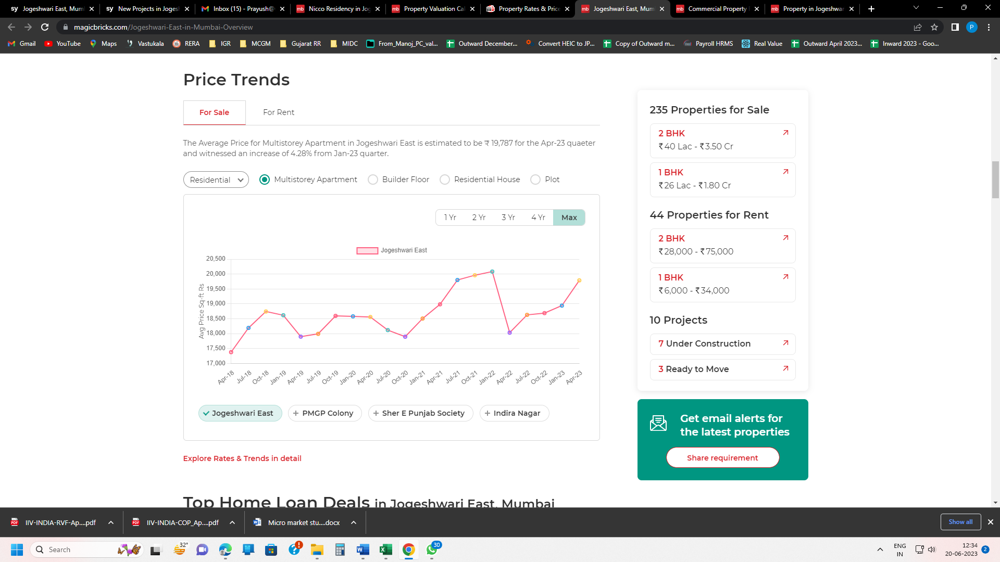 Jogeshwari East, Mum
New Projects in Jogesh
Inbox (15) - Prayush@
Nicco Residency in Jog
Property Valuation Cal
Property Rates & Price
Jogeshwari East, Mum
Commercial Property
Property in Jogeshwar
magicbricks.com/Jogeshwari-East-in-Mumbai-Overview
P
Gmail
YouTube
Maps
Vastukala
RERA
IGR
MCGM
Gujarat RR
MIDC
From_Manoj_PC_val...
Outward December...
Convert HEIC to JP...
Copy of Outward m...
Payroll HRMS
Real Value
Outward April 2023...
Inward 2023 - Goo...
Price Trends
For Sale
For Rent
The Average Price for Multistorey Apartment in Jogeshwari East is estimated to be ₹ 19,787 for the Apr-23 quaeter
and witnessed an increase of 4.28% from Jan-23 quarter.
Residential
Multistorey Apartment
Builder Floor
Residential House
Plot
1 Yr
2 Yr
3 Yr
4 Yr
Max
Jogeshwari East
Avg Price Sq-ft Rs
20,500
20,000
19,500
19,000
18,500
18,000
17,500
17,000
Apr-18
Jul-18
Oct-18
Jan-19
Apr-19
Jul-19
Oct-19
Jan-20
Apr-20
Jul-20
Oct-20
Jan-21
Apr-21
Jul-21
Oct-21
Jan-22
Apr-22
Jul-22
Oct-22
Jan-23
Apr-23
Jogeshwari East
+ PMGP Colony
+ Sher E Punjab Society
+ Indira Nagar
Explore Rates & Trends in detail
Top Home Loan Deals in Jogeshwari East, Mumbai
235 Properties for Sale
2 BHK
₹40 Lac - ₹3.50 Cr
1 BHK
₹26 Lac - ₹1.80 Cr
44 Properties for Rent
2 BHK
₹28,000 - ₹75,000
1 BHK
₹6,000 - ₹34,000
10 Projects
7 Under Construction
3 Ready to Move
Get email alerts for
the latest properties
Share requirement
IIV-INDIA-RVF-Ap....pdf
IIV-INDIA-COP_Ap....pdf
Micro market stu....docx
Show all
Search
32°
30
ENG
IN
12:34
20-06-2023
2